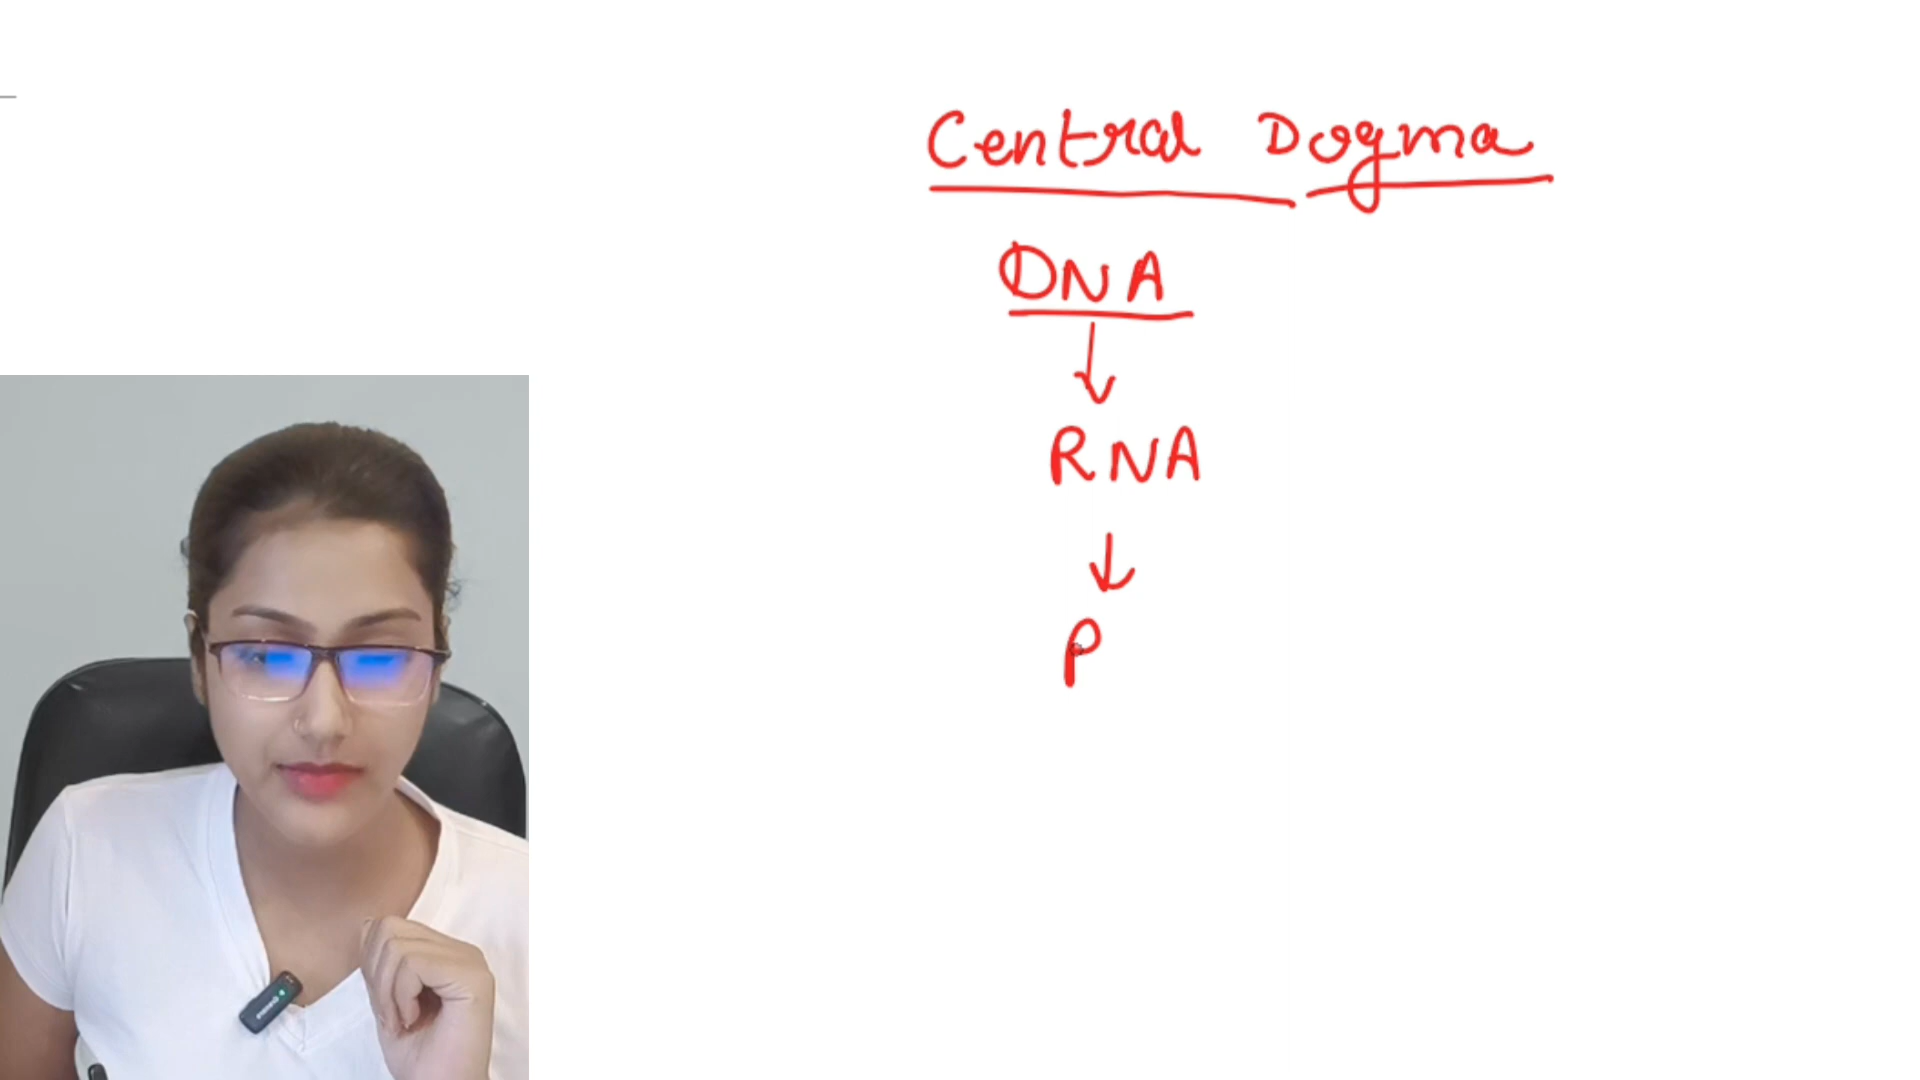 Central Dogma
DNA
↓
RNA
↓
P